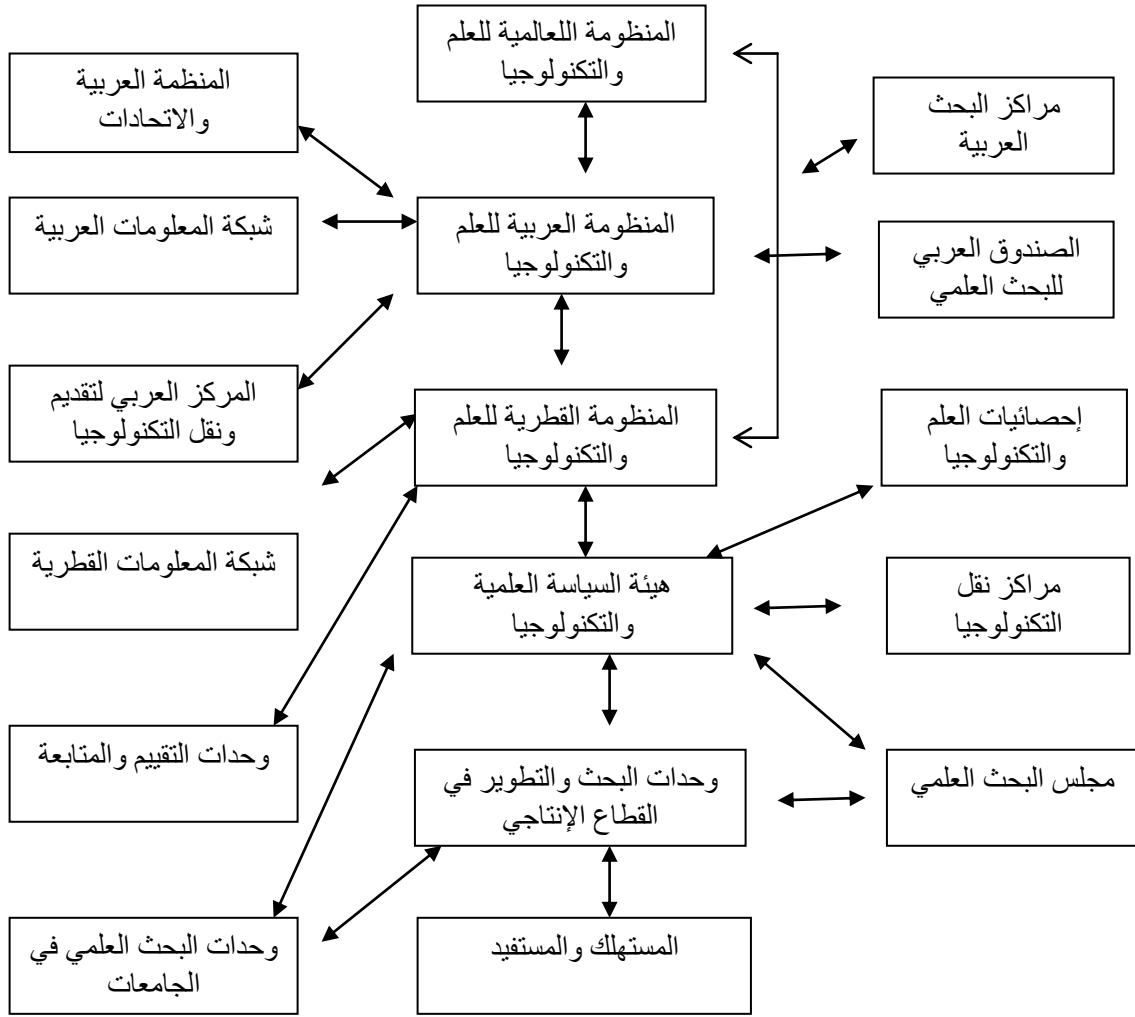 المنظومة اللعالمية للعلم
والتكنولوجيا
المنظمة العربية
والاتحادات
مراكز البحث
العربية
المنظومة العربية للعلم
والتكنولوجيا
شبكة المعلومات العربية
الصندوق العربي
للبحث العلمي
المركز العربي لتقديم
ونقل التكنولوجيا
المنظومة القطرية للعلم
والتكنولوجيا
إحصائيات العلم
والتكنولوجيا
شبكة المعلومات القطرية
هيئة السياسة العلمية
والتكنولوجيا
مراكز نقل
التكنولوجيا
وحدات التقييم والمتابعة
وحدات البحث والتطوير في
القطاع الإنتاجي
مجلس البحث العلمي
وحدات البحث العلمي في
الجامعات
المستهلك والمستفيد